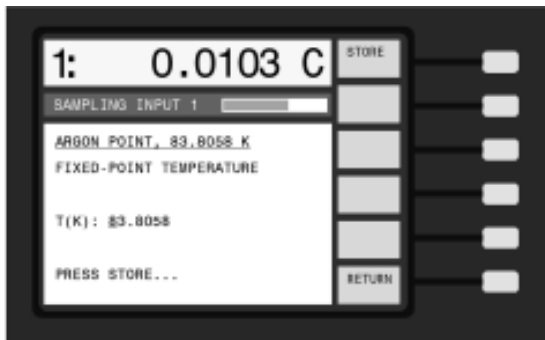 1: 0.0103 C
STORE
SAMPLING INPUT 1
ARGON POINT, 83.8058 K
FIXED-POINT TEMPERATURE
T(K): 83.8058
PRESS STORE...
RETURN